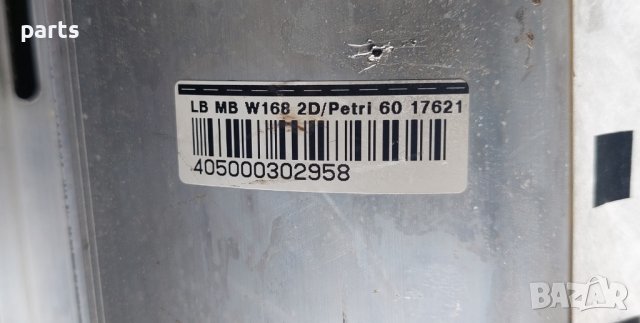 parts
LB MB W168 2D/Petri 60 17621
405000302958
BAZAR